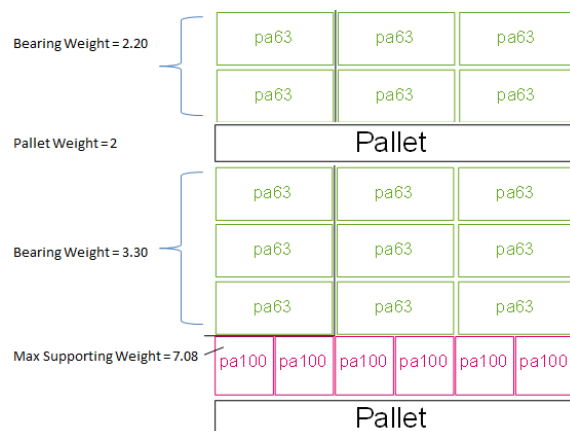 Bearing Weight = 2.20
pa63 pa63 pa63
pa63 pa63 pa63
Pallet Weight = 2
Pallet
pa63 pa63 pa63
Bearing Weight = 3.30
pa63 pa63 pa63
pa63 pa63 pa63
Max Supporting Weight = 7.08
pa100 pa100 pa100 pa100 pa100 pa100
Pallet